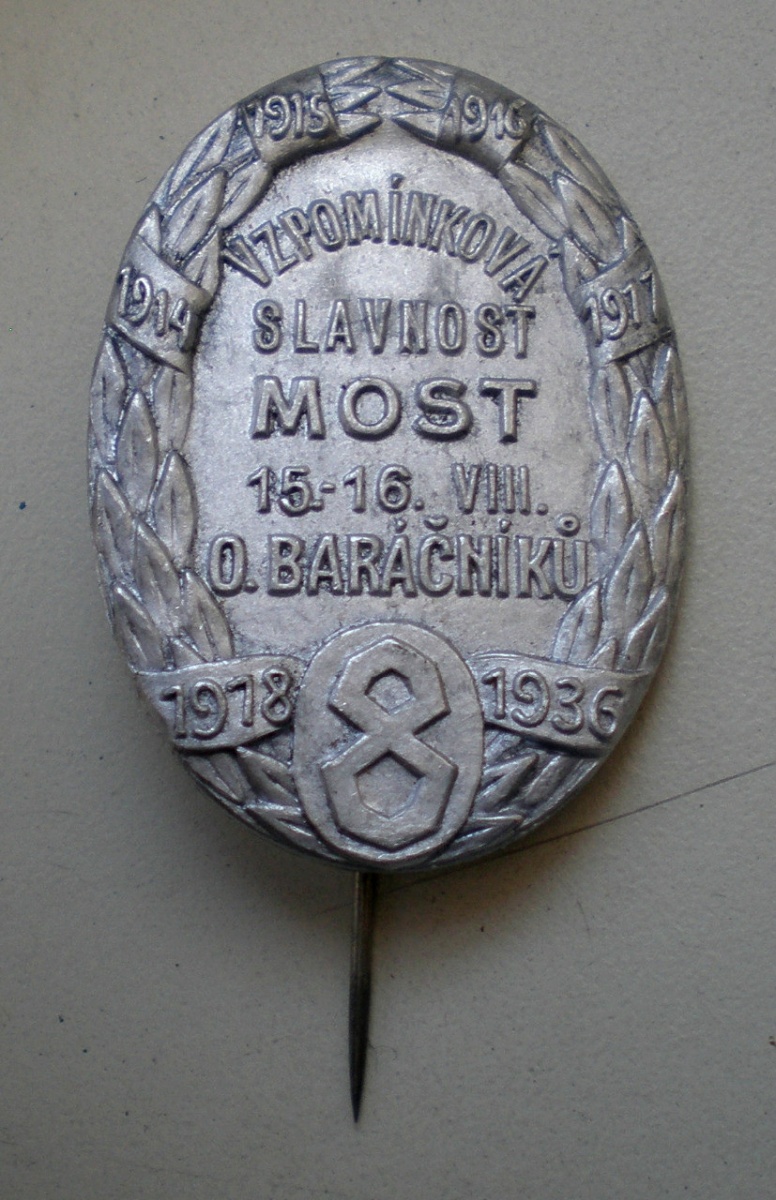 1915 1916
1914 1917
VZPOMÍNKOVÁ
SLAVNOST
MOST
15.-16. VIII.
O. BARÁČNÍKŮ
1918 1936
8